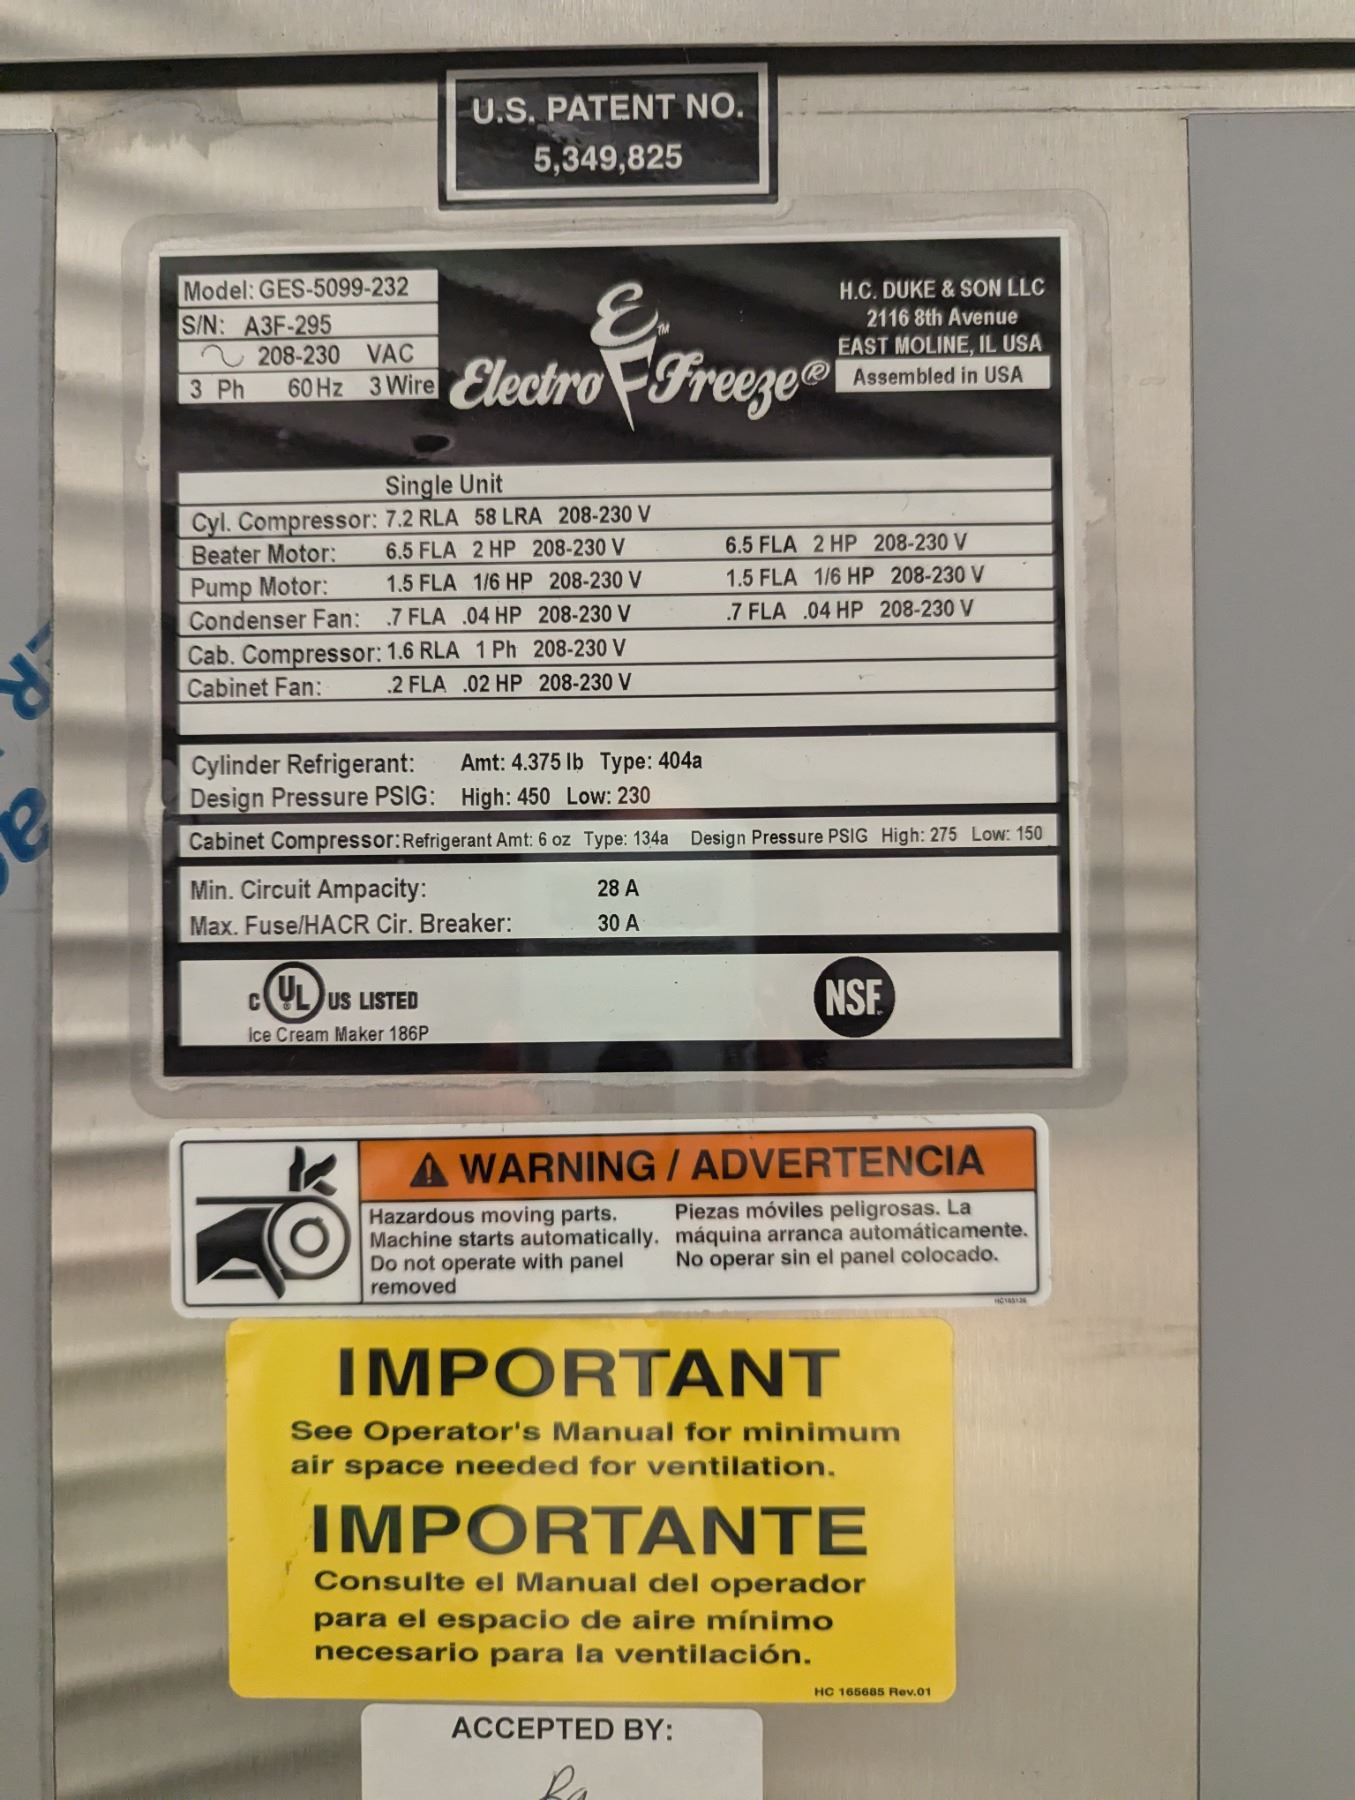 U.S. PATENT NO.
5,349,825
Model: GES-5099-232
S/N: A3F-295
208-230 VAC
3 Ph 60Hz 3 Wire
E
F
TM
Electro Freeze®
H.C. DUKE & SON LLC
2116 8th Avenue
EAST MOLINE, IL USA
Assembled in USA
Single Unit
Cyl. Compressor: 7.2 RLA 58 LRA 208-230 V
Beater Motor: 6.5 FLA 2 HP 208-230 V 6.5 FLA 2 HP 208-230 V
Pump Motor: 1.5 FLA 1/6 HP 208-230 V 1.5 FLA 1/6 HP 208-230 V
Condenser Fan: .7 FLA .04 HP 208-230 V .7 FLA .04 HP 208-230 V
Cab. Compressor: 1.6 RLA 1 Ph 208-230 V
Cabinet Fan: .2 FLA .02 HP 208-230 V
Cylinder Refrigerant: Amt: 4.375 lb Type: 404a
Design Pressure PSIG: High: 450 Low: 230
Cabinet Compressor: Refrigerant Amt: 6 oz Type: 134a Design Pressure PSIG High: 275 Low: 150
Min. Circuit Ampacity: 28 A
Max. Fuse/HACR Cir. Breaker: 30 A
C UL® US LISTED
Ice Cream Maker 186P
NSF
WARNING / ADVERTENCIA
Hazardous moving parts.
Machine starts automatically.
Do not operate with panel
removed
Piezas móviles peligrosas. La
máquina arranca automáticamente.
No operar sin el panel colocado.
IMPORTANT
See Operator's Manual for minimum
air space needed for ventilation.
IMPORTANTE
Consulte el Manual del operador
para el espacio de aire mínimo
necesario para la ventilación.
HC 165685 Rev.01
ACCEPTED BY: